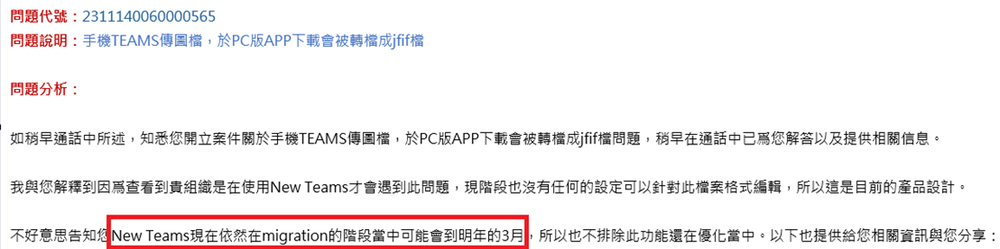 問題代號：2311140060000565
問題說明：手機TEAMS傳圖檔，於PC版APP下載會被轉檔成jfif檔
問題分析：
如稍早通話中所述，知悉您開立案件關於手機TEAMS傳圖檔，於PC版APP下載會被轉檔成jfif檔問題，稍早在通話中已爲您解答以及提供相關信息。
我與您解釋到因爲查看到貴組織是在使用New Teams才會遇到此問題，現階段也沒有任何的設定可以針對此檔案格式編輯，所以這是目前的產品設計。
不好意思告知您New Teams現在依然在migration的階段當中可能會到明年的3月，所以也不排除此功能還在優化當中。以下也提供給您相關資訊與您分享：